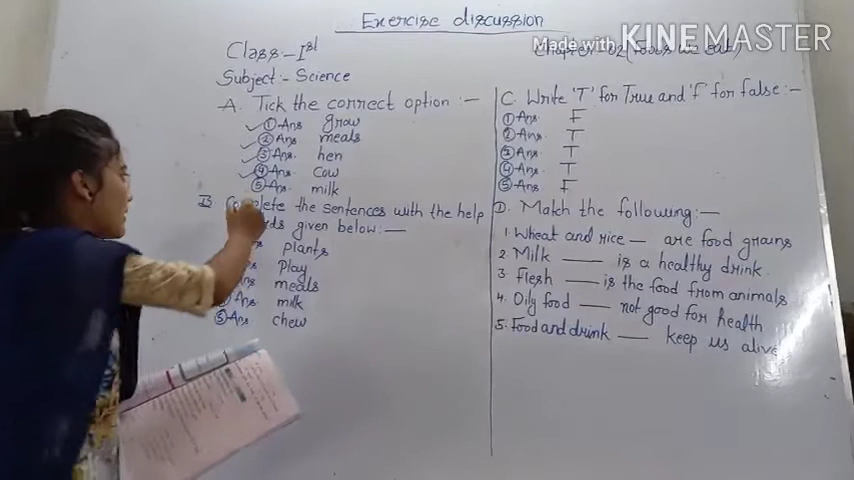 Exercise discussion
Made with KINEMASTER
Class:- Ist
Chapter-02 (Foods we eat)
Subject:- Science
A. Tick the correct option :-
① Ans grow
② Ans meals
③ Ans. hen
④ Ans. cow
⑤ Ans. milk
B Complete the sentences with the help
given below:-
plants
play
meals
Ans milk
⑤ Ans chew
C. Write 'T' for True and 'f' for false:-
① Ans F
② Ans T
③ Ans T
④ Ans T
⑤ Ans F
D. Match the following:-
1. Wheat and rice - are food grains
2. Milk — is a healthy drink.
3 Flesh — is the food from animals
4. Oily food — not good for health
5. Food and drink — keep us alive